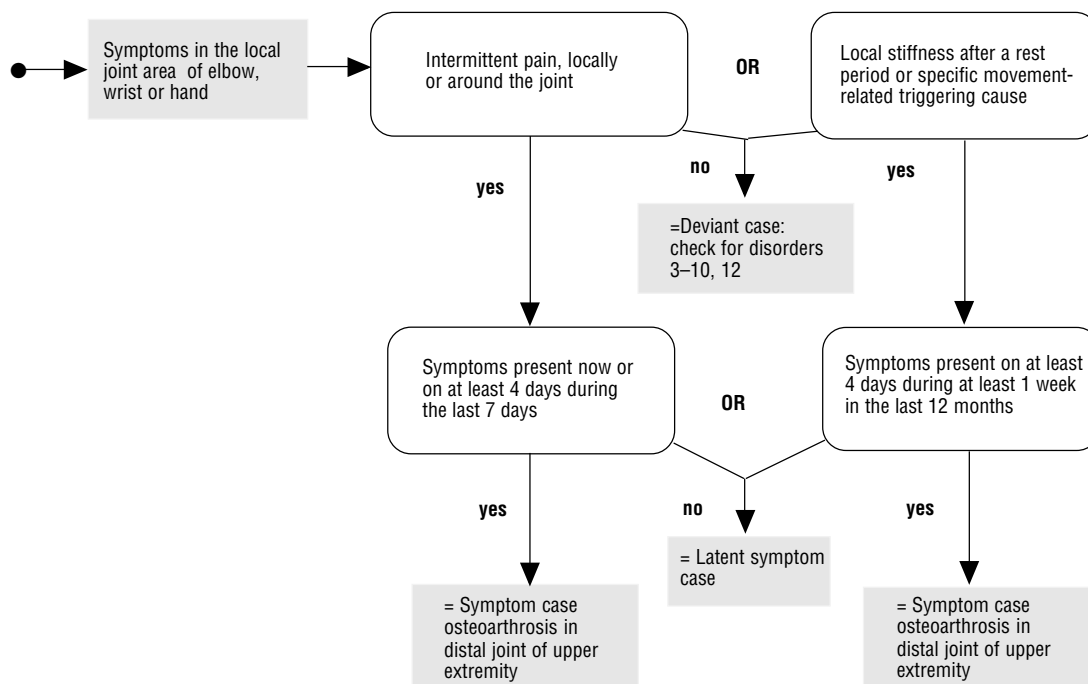 Symptoms in the local
joint area of elbow,
wrist or hand
Intermittent pain, locally
or around the joint
OR
Local stiffness after a rest
period or specific movement-
related triggering cause
yes
no
yes
=Deviant case:
check for disorders
3–10, 12
Symptoms present now or
on at least 4 days during
the last 7 days
OR
Symptoms present on at least
4 days during at least 1 week
in the last 12 months
yes
no
yes
= Latent symptom
case
= Symptom case
osteoarthrosis in
distal joint of upper
extremity
= Symptom case
osteoarthrosis in
distal joint of upper
extremity